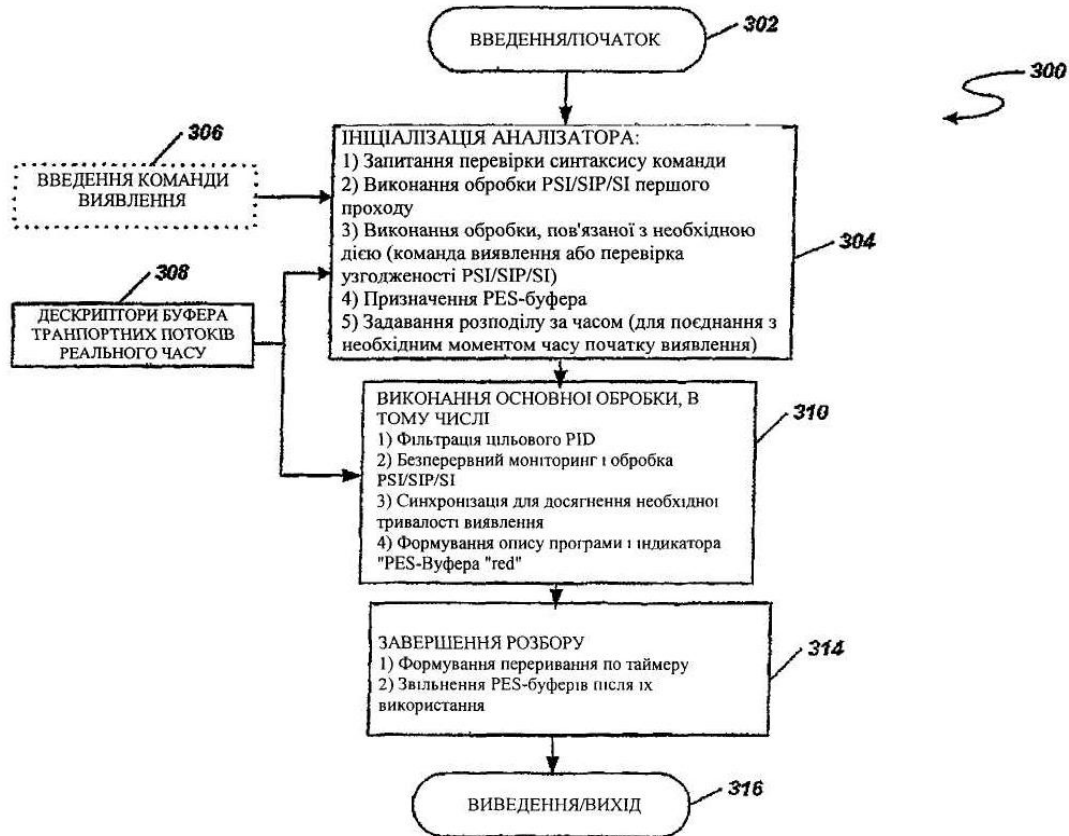 ВВЕДЕННЯ/ПОЧАТОК
302
300
306
ВВЕДЕННЯ КОМАНДИ
ВИЯВЛЕННЯ
ІНІЦІАЛІЗАЦІЯ АНАЛІЗАТОРА:
1) Запитання перевірки синтаксису команди
2) Виконання обробки PSI/SIP/SI першого
проходу
3) Виконання обробки, пов'язаної з необхідною
дією (команда виявлення або перевірка
узгодженості PSI/SIP/SI)
4) Призначення PES-буфера
5) Задавання розподілу за часом (для поєднання з
необхідним моментом часу початку виявлення)
304
308
ДЕСКРИПТОРИ БУФЕРА
ТРАНПОРТНИХ ПОТОКІВ
РЕАЛЬНОГО ЧАСУ
ВИКОНАННЯ ОСНОВНОЇ ОБРОБКИ, В
ТОМУ ЧИСЛІ
1) Фільтрація цільового PID
2) Безперервний моніторинг і обробка
PSI/SIP/SI
3) Синхронізація для досягнення необхідної
тривалості виявлення
4) Формування опису програми і індикатора
"PES-Вуфера "red"
310
ЗАВЕРШЕННЯ РОЗБОРУ
1) Формування переривання по таймеру
2) Звільнення PES-буферів після їх
використання
314
ВИВЕДЕННЯ/ВИХІД
316